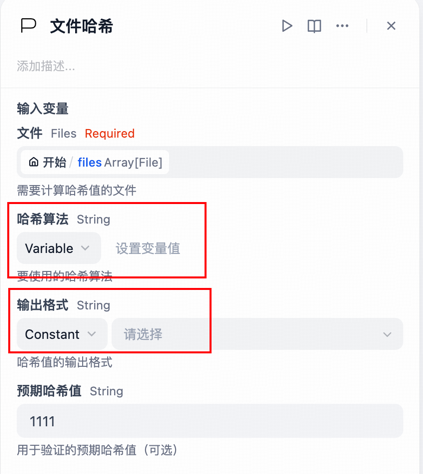 文件哈希
添加描述...
输入变量
文件 Files Required
开始 / files Array[File]
需要计算哈希值的文件
哈希算法 String
Variable 设置变量值
要使用的哈希算法
输出格式 String
Constant 请选择
哈希值的输出格式
预期哈希值 String
1111
用于验证的预期哈希值（可选）